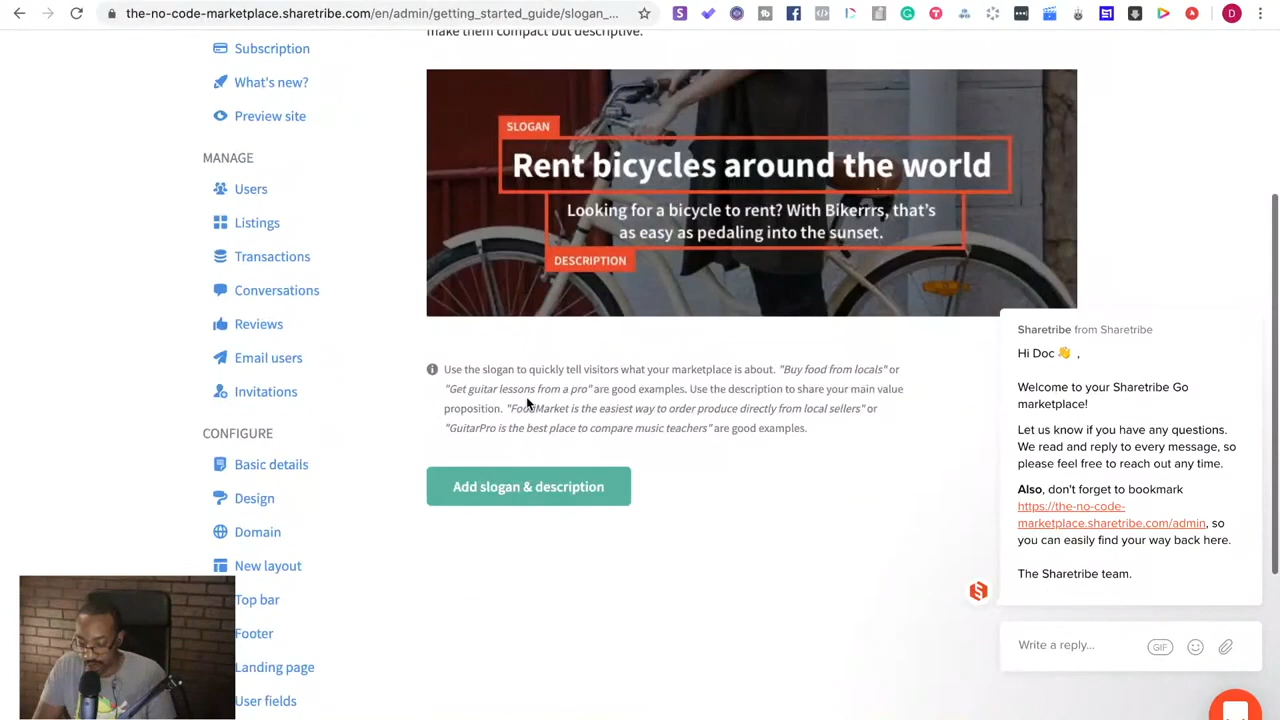 the-no-code-marketplace.sharetribe.com/en/admin/getting_started_guide/slogan_...
D
make them compact but descriptive.
Subscription
What's new?
Preview site
MANAGE
Users
Listings
Transactions
Conversations
Reviews
Email users
Invitations
CONFIGURE
Basic details
Design
Domain
New layout
Top bar
Footer
Landing page
User fields
SLOGAN
Rent bicycles around the world
Looking for a bicycle to rent? With Bikerrrs, that's
as easy as pedaling into the sunset.
DESCRIPTION
Use the slogan to quickly tell visitors what your marketplace is about. "Buy food from locals" or
"Get guitar lessons from a pro" are good examples. Use the description to share your main value
proposition. "FoodMarket is the easiest way to order produce directly from local sellers" or
"GuitarPro is the best place to compare music teachers" are good examples.
Add slogan & description
Sharetribe from Sharetribe
Hi Doc 👋 ,
Welcome to your Sharetribe Go
marketplace!
Let us know if you have any questions.
We read and reply to every message, so
please feel free to reach out any time.
Also, don't forget to bookmark
https://the-no-code-
marketplace.sharetribe.com/admin, so
you can easily find your way back here.
The Sharetribe team.
Write a reply...
GIF